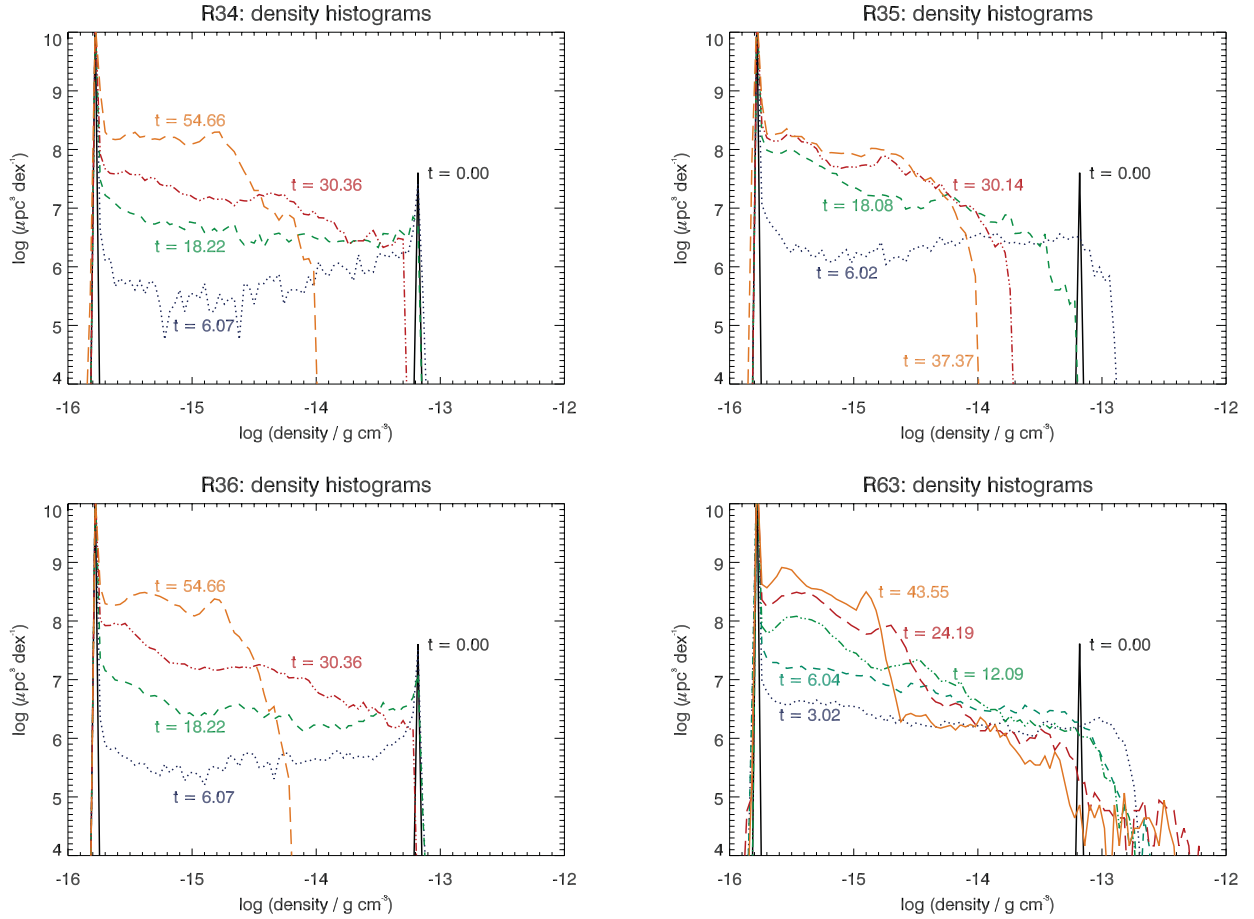 R34: density histograms
10
9
8
7
6
5
4
log (μpc³ dex⁻¹)
t = 54.66
t = 30.36
t = 18.22
t = 6.07
t = 0.00
-16
-15
-14
-13
-12
log (density / g cm⁻³)
R35: density histograms
10
9
8
7
6
5
4
log (μpc³ dex⁻¹)
t = 0.00
t = 30.14
t = 18.08
t = 6.02
t = 37.37
-16
-15
-14
-13
-12
log (density / g cm⁻³)
R36: density histograms
10
9
8
7
6
5
4
log (μpc³ dex⁻¹)
t = 54.66
t = 0.00
t = 30.36
t = 18.22
t = 6.07
-16
-15
-14
-13
-12
log (density / g cm⁻³)
R63: density histograms
10
9
8
7
6
5
4
log (μpc³ dex⁻¹)
t = 43.55
t = 24.19
t = 0.00
t = 12.09
t = 6.04
t = 3.02
-16
-15
-14
-13
-12
log (density / g cm⁻³)